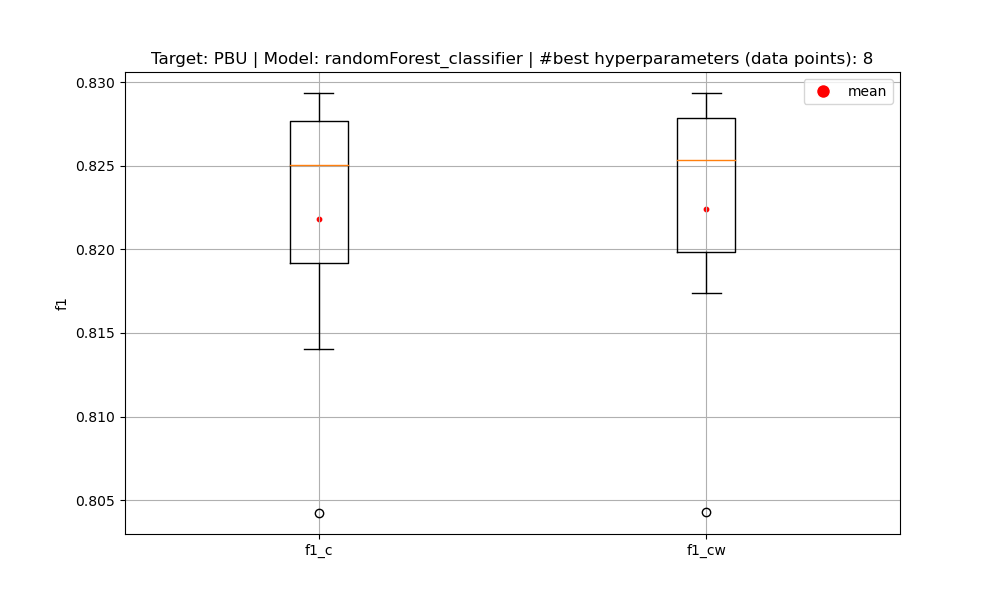 Target: PBU | Model: randomForest_classifier | #best hyperparameters (data points): 8
mean
0.830
0.825
0.820
0.815
0.810
0.805
f1
f1_c
f1_cw